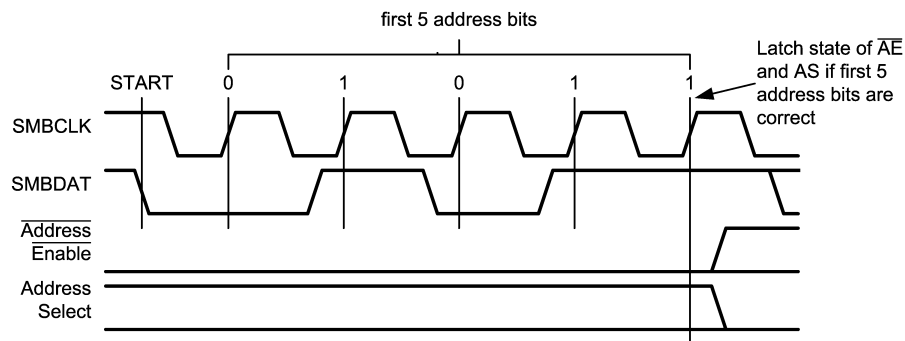 first 5 address bits
Latch state of AE
and AS if first 5
address bits are
correct
START 0 1 0 1 1
SMBCLK
SMBDAT
Address
Enable
Address
Select